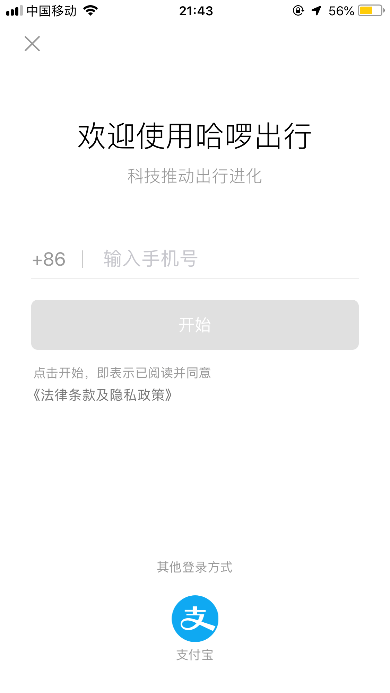 中国移动 21:43 56%
欢迎使用哈啰出行
科技推动出行进化
+86 输入手机号
开始
点击开始，即表示已阅读并同意
《法律条款及隐私政策》
其他登录方式
支
支付宝